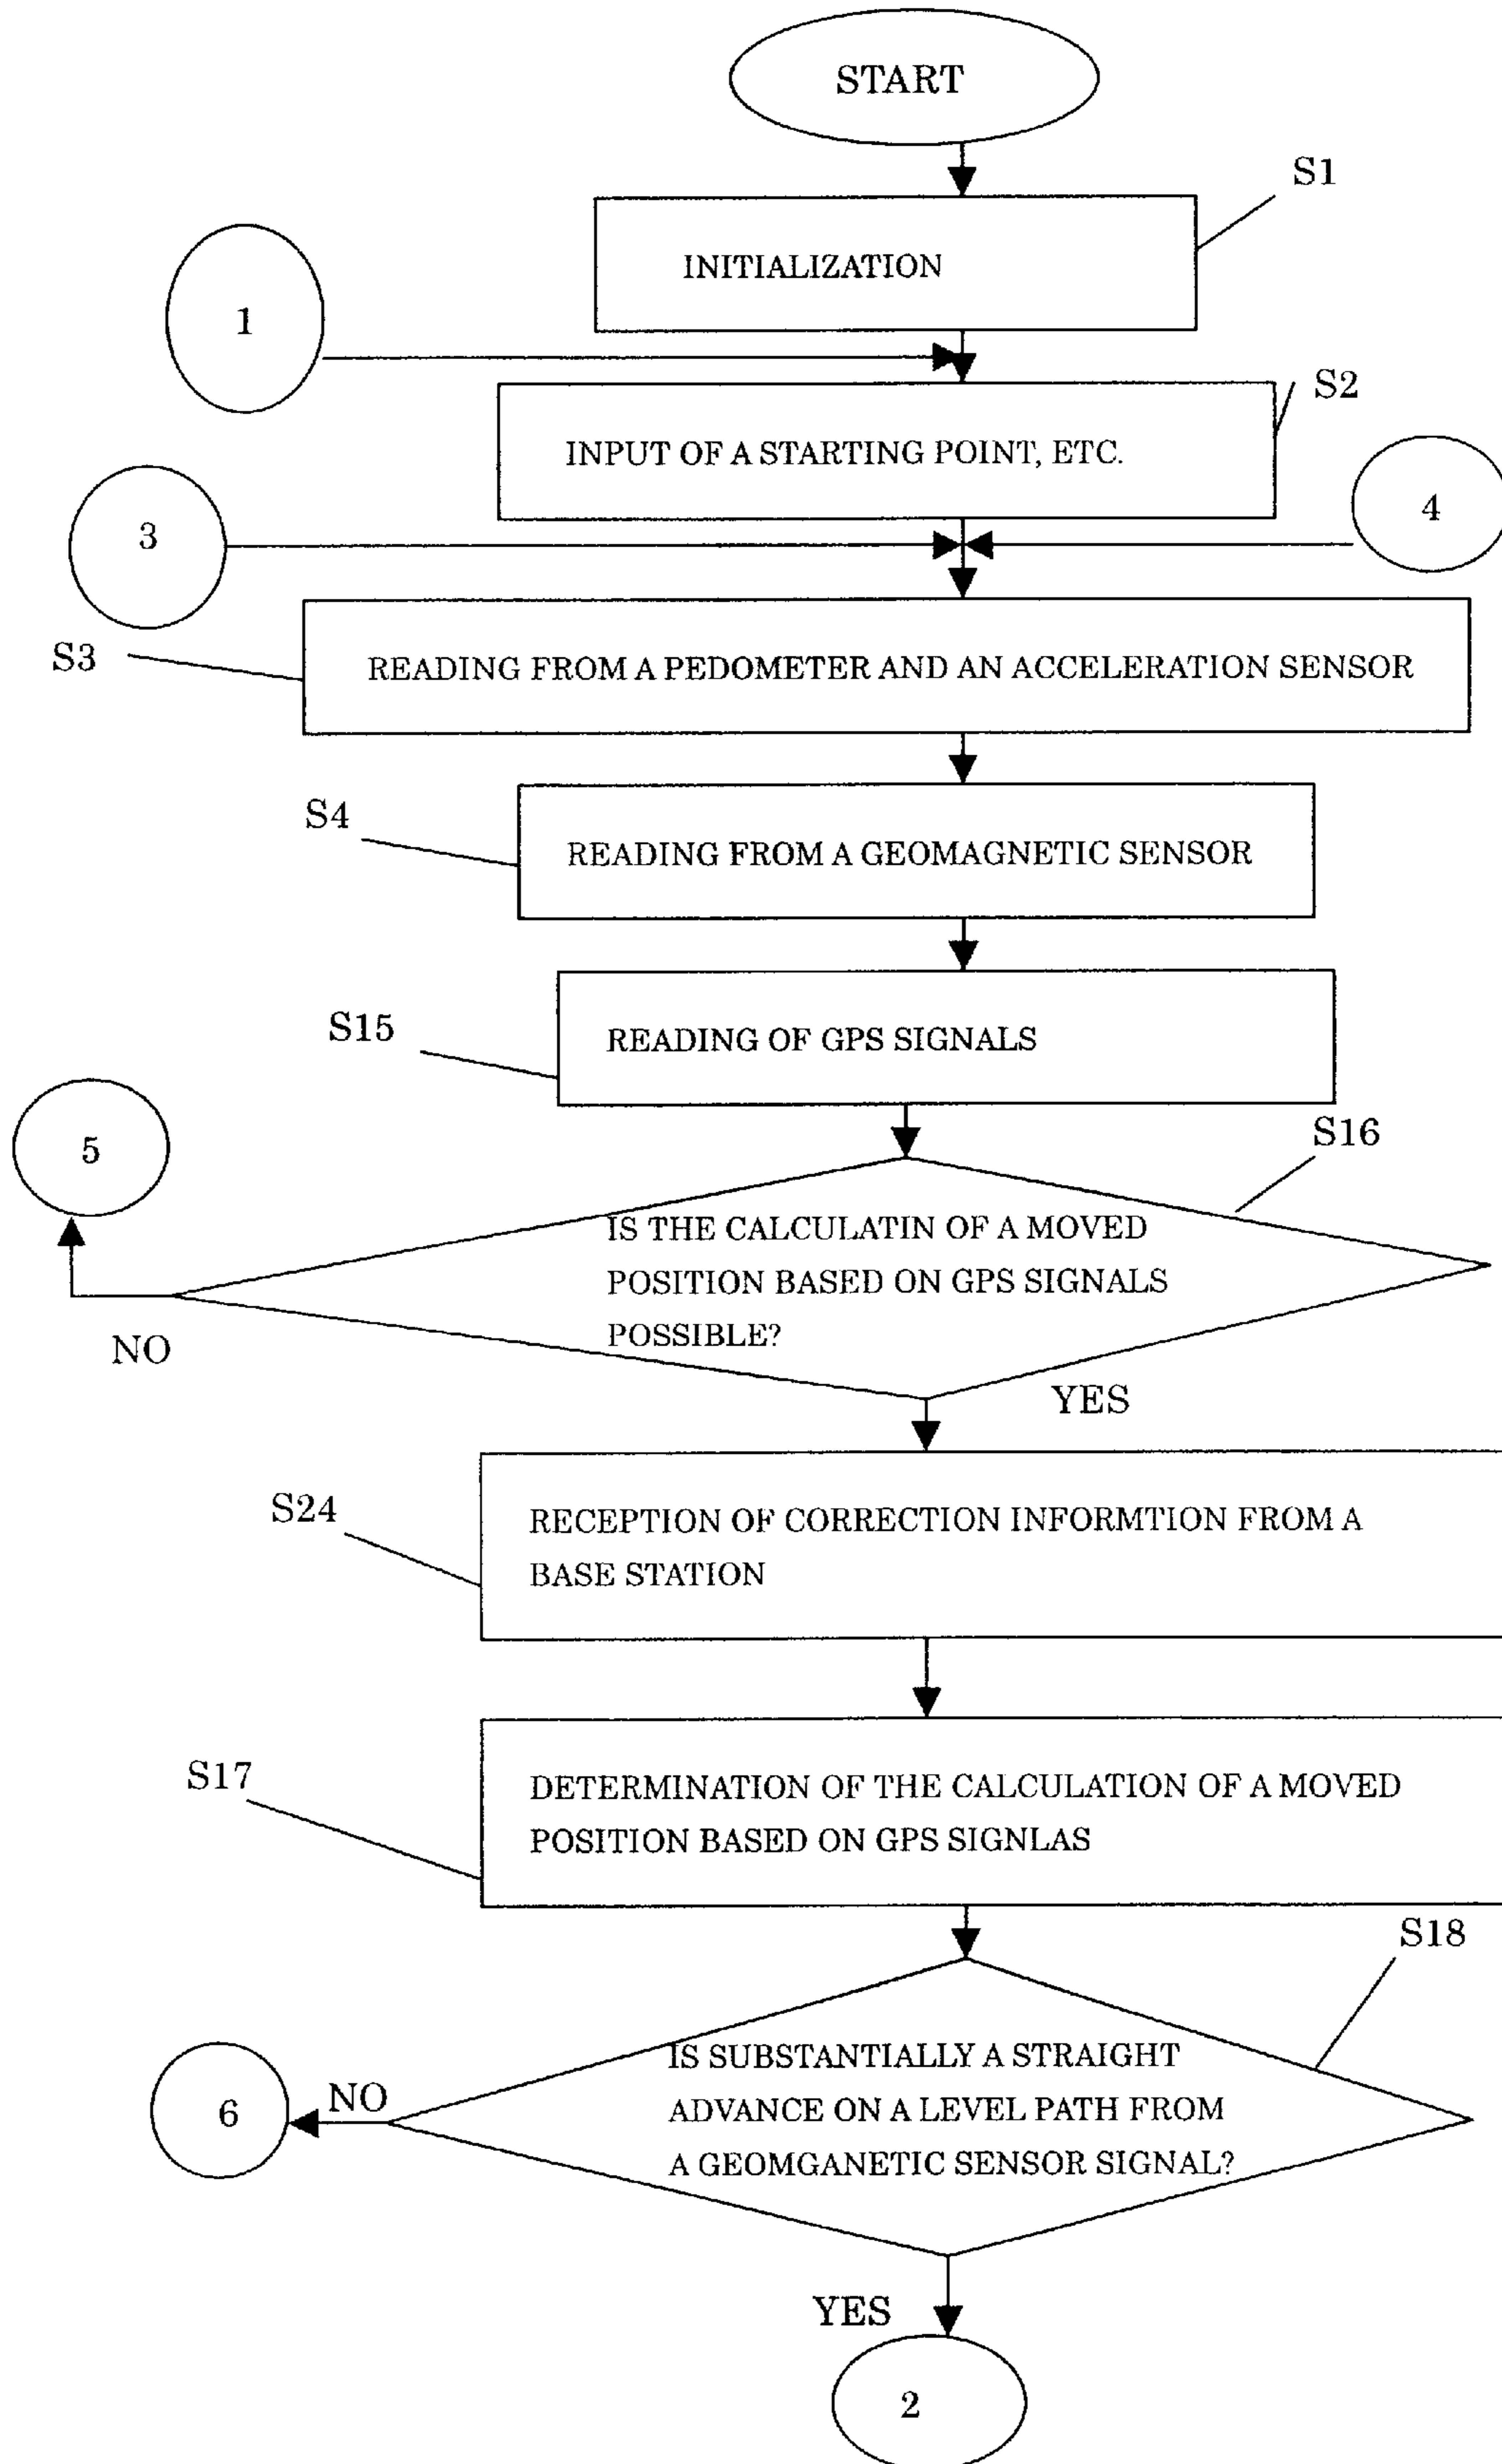 START
S1
INITIALIZATION
1
S2
INPUT OF A STARTING POINT, ETC.
3
4
S3
READING FROM A PEDOMETER AND AN ACCELERATION SENSOR
S4
READING FROM A GEOMAGNETIC SENSOR
S15
READING OF GPS SIGNALS
5
S16
IS THE CALCULATIN OF A MOVED
POSITION BASED ON GPS SIGNALS
POSSIBLE?
NO
YES
S24
RECEPTION OF CORRECTION INFORMTION FROM A
BASE STATION
S17
DETERMINATION OF THE CALCULATION OF A MOVED
POSITION BASED ON GPS SIGNLAS
S18
IS SUBSTANTIALLY A STRAIGHT
ADVANCE ON A LEVEL PATH FROM
A GEOMGANETIC SENSOR SIGNAL?
6
NO
YES
2